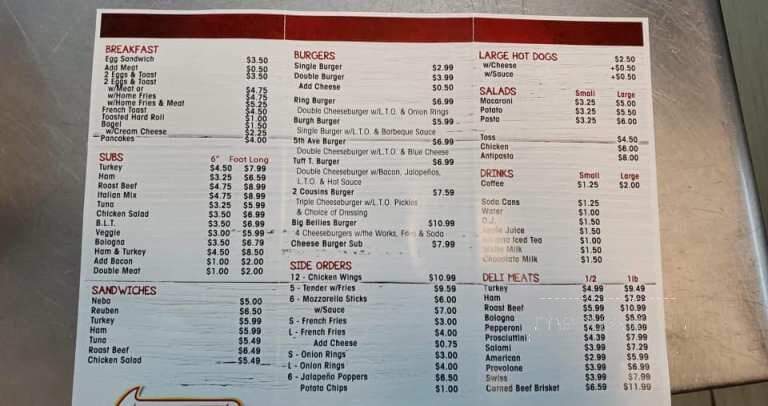 BREAKFAST
Egg Sandwich $3.50
Add Meat $0.50
2 Eggs & Toast $3.50
2 Eggs & Toast
w/Meat or $4.75
w/Home Fries $4.75
w/Home Fries & Meat $5.25
French Toast $4.50
Toasted Hard Roll $1.00
Bagel $1.50
w/Cream Cheese $2.25
Pancakes $4.00
SUBS 6" Foot Long
Turkey $4.50 $7.99
Ham $3.25 $6.59
Roast Beef $4.75 $8.99
Italian Mix $4.75 $8.99
Tuna $3.25 $5.99
Chicken Salad $3.50 $6.99
B.L.T. $3.50 $6.99
Veggie $3.00 $5.99
Bologna $3.50 $6.79
Ham & Turkey $4.50 $8.50
Add Bacon $1.00 $2.00
Double Meat $1.00 $2.00
SANDWICHES
Neba $5.00
Reuben $6.50
Turkey $5.99
Ham $5.99
Tuna $5.49
Roast Beef $6.49
Chicken Salad $5.49
BURGERS
Single Burger $2.99
Double Burger $3.99
Add Cheese $0.50
Ring Burger $6.99
Double Cheeseburger w/L.T.O. & Onion Rings
Burgh Burger $5.99
Single Burger w/L.T.O. & Barbeque Sauce
5th Ave Burger $6.99
Double Cheeseburger w/L.T.O. & Blue Cheese
Tuft T. Burger $6.99
Double Cheeseburger w/Bacon, Jalapeños,
L.T.O. & Hot Sauce
2 Cousins Burger $7.59
Triple Cheeseburger w/L.T.O. Pickles
& Choice of Dressing
Big Bellies Burger $10.99
4 Cheeseburgers w/the Works, Fries & Soda
Cheese Burger Sub $7.99
SIDE ORDERS
12 - Chicken Wings $10.99
5 - Tender w/Fries $9.59
6 - Mozzarella Sticks $6.00
w/Sauce $7.00
S - French Fries $3.00
L - French Fries $4.00
Add Cheese $0.75
S - Onion Rings $3.00
L - Onion Rings $4.00
6 - Jalapeño Poppers $6.50
Potato Chips $1.00
LARGE HOT DOGS $2.50
w/Cheese +$0.50
w/Sauce +$0.50
SALADS Small Large
Macaroni $3.25 $5.00
Potato $3.25 $5.50
Pasta $3.25 $6.00
Toss $4.50
Chicken $6.00
Antipasta $8.00
DRINKS Small Large
Coffee $1.25 $2.00
Soda Cans $1.25
Water $1.00
O.J. $1.50
Apple Juice $1.50
Iced Tea $1.00
Milk $1.50
Chocolate Milk $1.50
DELI MEATS 1/2 1lb
Turkey $4.99 $9.49
Ham $4.29 $7.99
Roast Beef $5.99 $10.99
Bologna $3.99 $6.99
Pepperoni $4.99 $6.99
Prosciuttini $4.39 $7.99
Salami $3.99 $7.29
American $2.99 $5.99
Provolone $3.99 $6.99
Swiss $3.99 $7.99
Corned Beef Brisket $6.59 $11.99